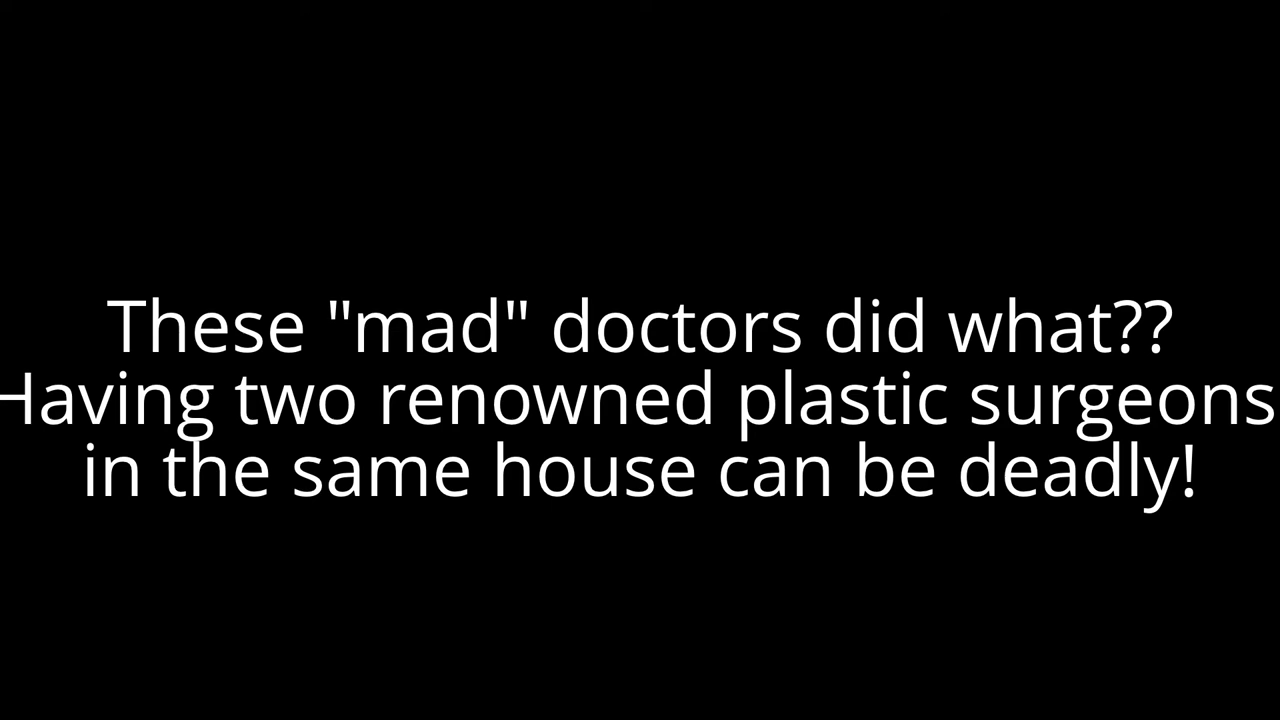 These "mad" doctors did what??
Having two renowned plastic surgeons
in the same house can be deadly!